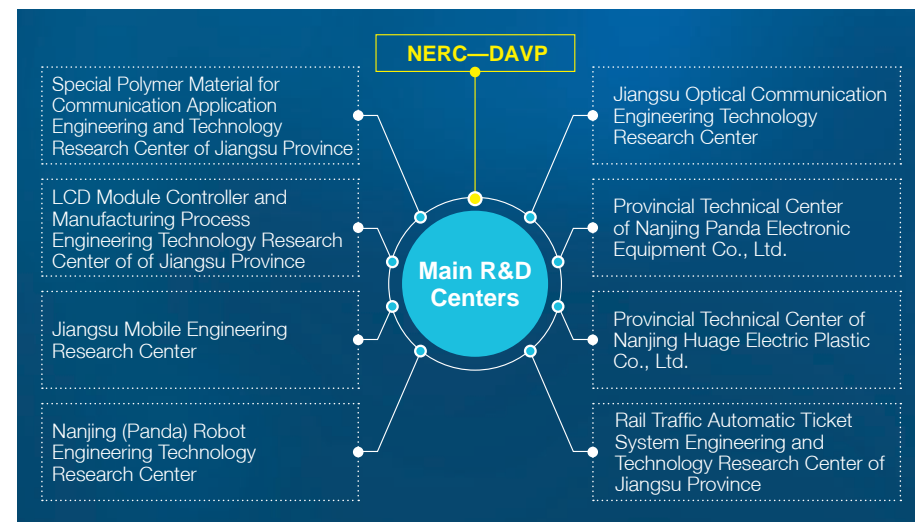 NERC—DAVP
Special Polymer Material for
Communication Application
Engineering and Technology
Research Center of Jiangsu Province
LCD Module Controller and
Manufacturing Process
Engineering Technology Research
Center of of Jiangsu Province
Jiangsu Mobile Engineering
Research Center
Nanjing (Panda) Robot
Engineering Technology
Research Center
Main R&D
Centers
Jiangsu Optical Communication
Engineering Technology
Research Center
Provincial Technical Center
of Nanjing Panda Electronic
Equipment Co., Ltd.
Provincial Technical Center of
Nanjing Huage Electric Plastic
Co., Ltd.
Rail Traffic Automatic Ticket
System Engineering and
Technology Research Center of
Jiangsu Province